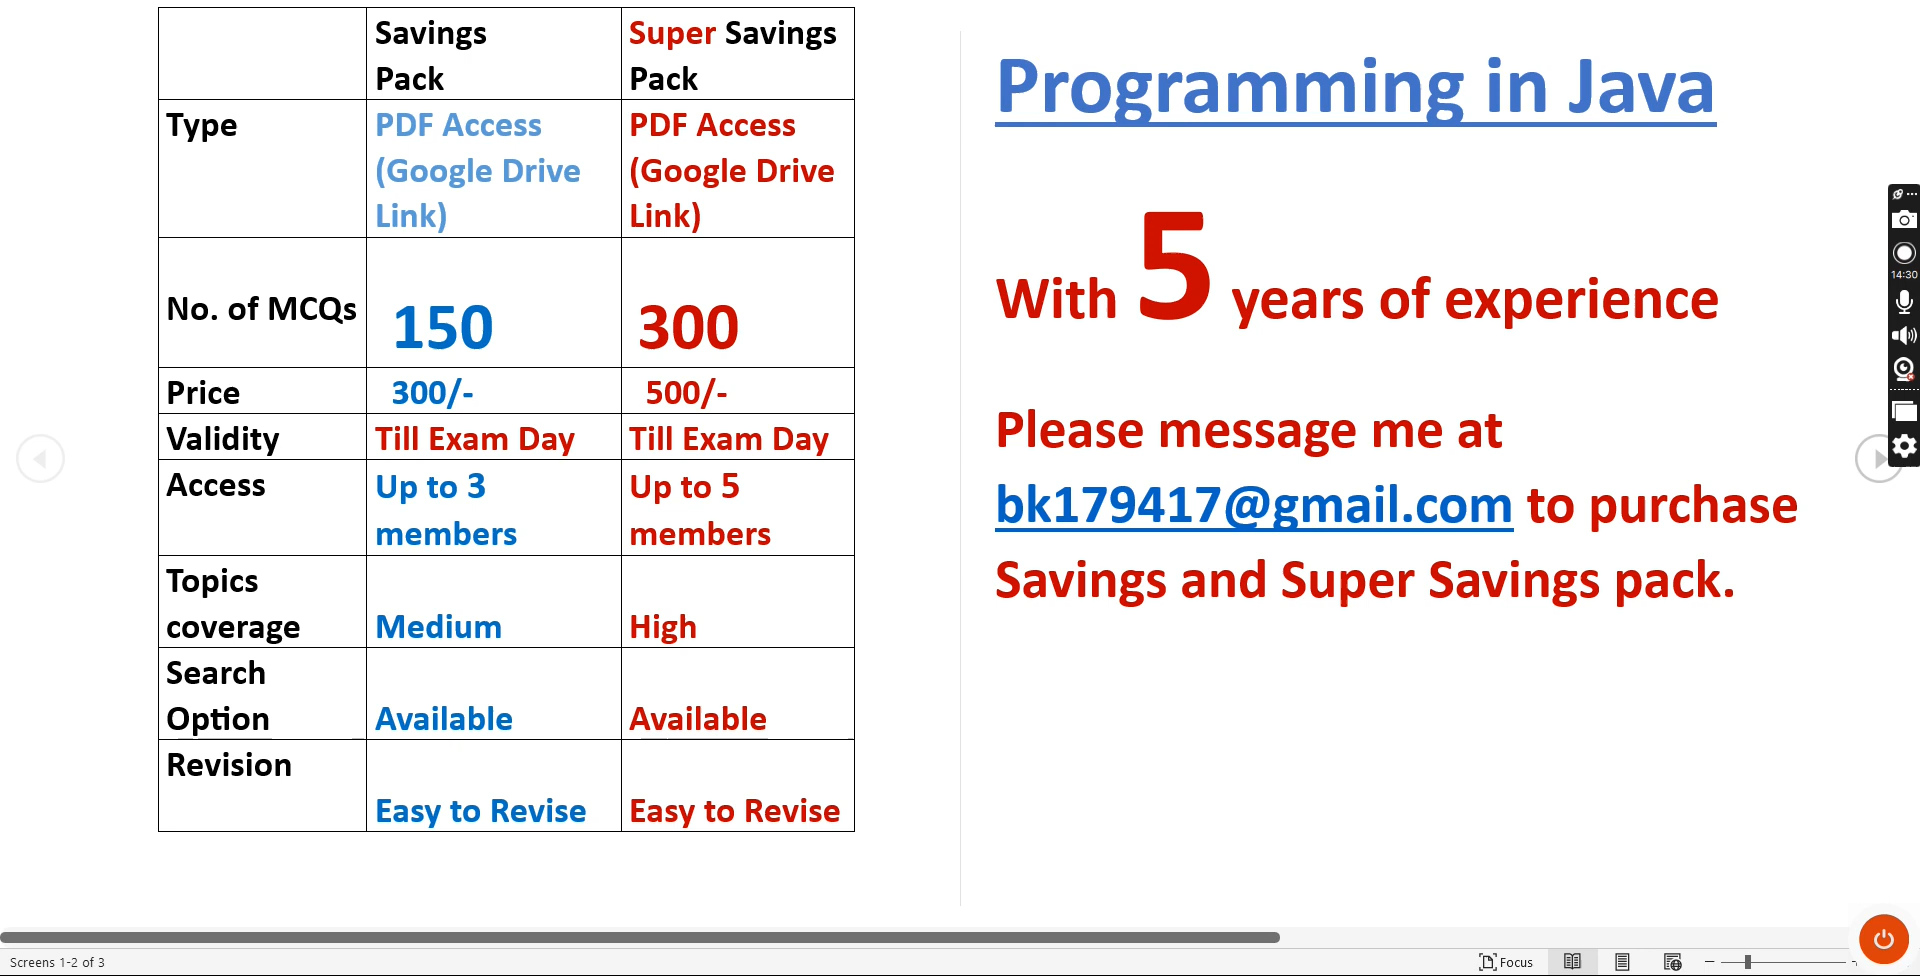 Savings
Pack
Super Savings
Pack
Type
PDF Access
(Google Drive
Link)
PDF Access
(Google Drive
Link)
No. of MCQs
150
300
Price
300/-
500/-
Validity
Till Exam Day
Till Exam Day
Access
Up to 3
members
Up to 5
members
Topics
coverage
Medium
High
Search
Option
Available
Available
Revision
Easy to Revise
Easy to Revise
Programming in Java
With 5 years of experience
Please message me at
bk179417@gmail.com to purchase
Savings and Super Savings pack.
14:30
Screens 1-2 of 3
Focus